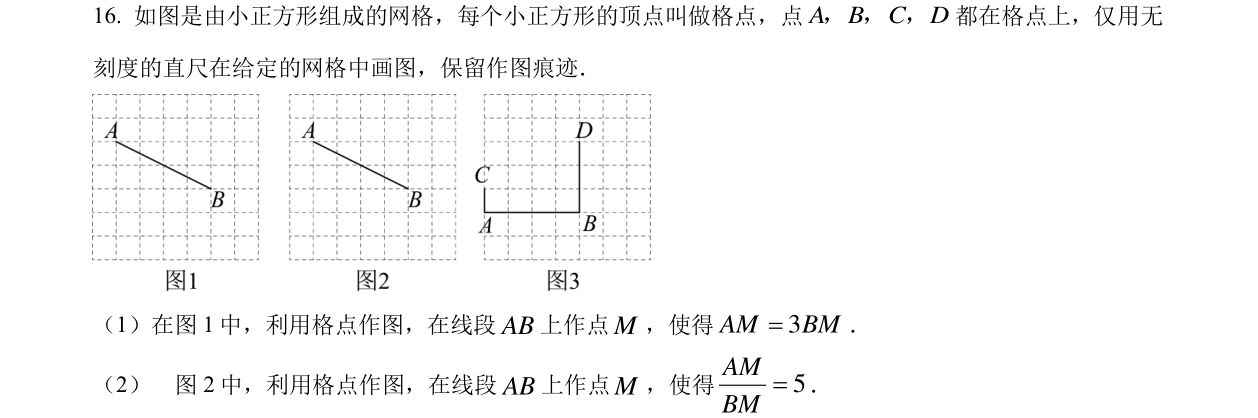 16. 如图是由小正方形组成的网格，每个小正方形的顶点叫做格点，点 A，B，C，D 都在格点上，仅用无
刻度的直尺在给定的网格中画图，保留作图痕迹．
A A D
C
B B A B
图1 图2 图3
（1）在图 1 中，利用格点作图，在线段 AB 上作点 M ，使得 AM = 3BM ．
（2） 图 2 中，利用格点作图，在线段 AB 上作点 M ，使得 AM/BM = 5．